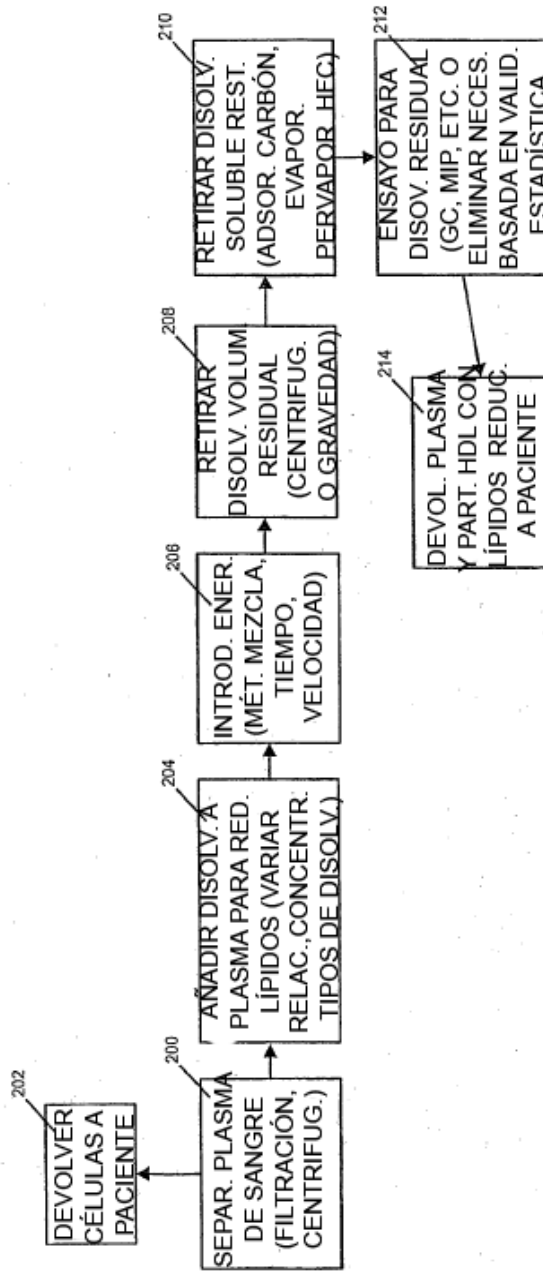 202
DEVOLVER
CÉLULAS A
PACIENTE
200
SEPAR. PLASMA
DE SANGRE
(FILTRACIÓN,
CENTRIFUG.)
204
AÑADIR DISOLV. A
PLASMA PARA RED.
LÍPIDOS (VARIAR
RELAC.,CONCENTR.
TIPOS DE DISOLV.)
206
INTROD. ENER.
(MÉT. MEZCLA,
TIEMPO,
VELOCIDAD)
208
RETIRAR
DISOLV. VOLUM.
RESIDUAL
(CENTRIFUG.
O GRAVEDAD)
210
RETIRAR DISOLV.
SOLUBLE REST.
(ADSOR. CARBÓN,
EVAPOR.
PERVAPOR. HFC)
212
ENSAYO PARA
DISOV. RESIDUAL
(GC, MIP, ETC. O
ELIMINAR NECES.
BASADA EN VALID.
ESTADÍSTICA
214
DEVOL. PLASMA
Y PART. HDL CON
LÍPIDOS REDUC.
A PACIENTE